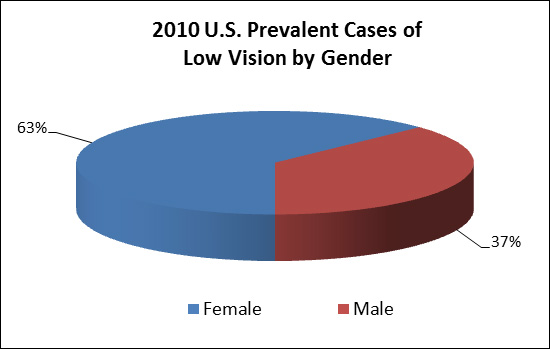 2010 U.S. Prevalent Cases of
Low Vision by Gender
63%
37%
Female
Male